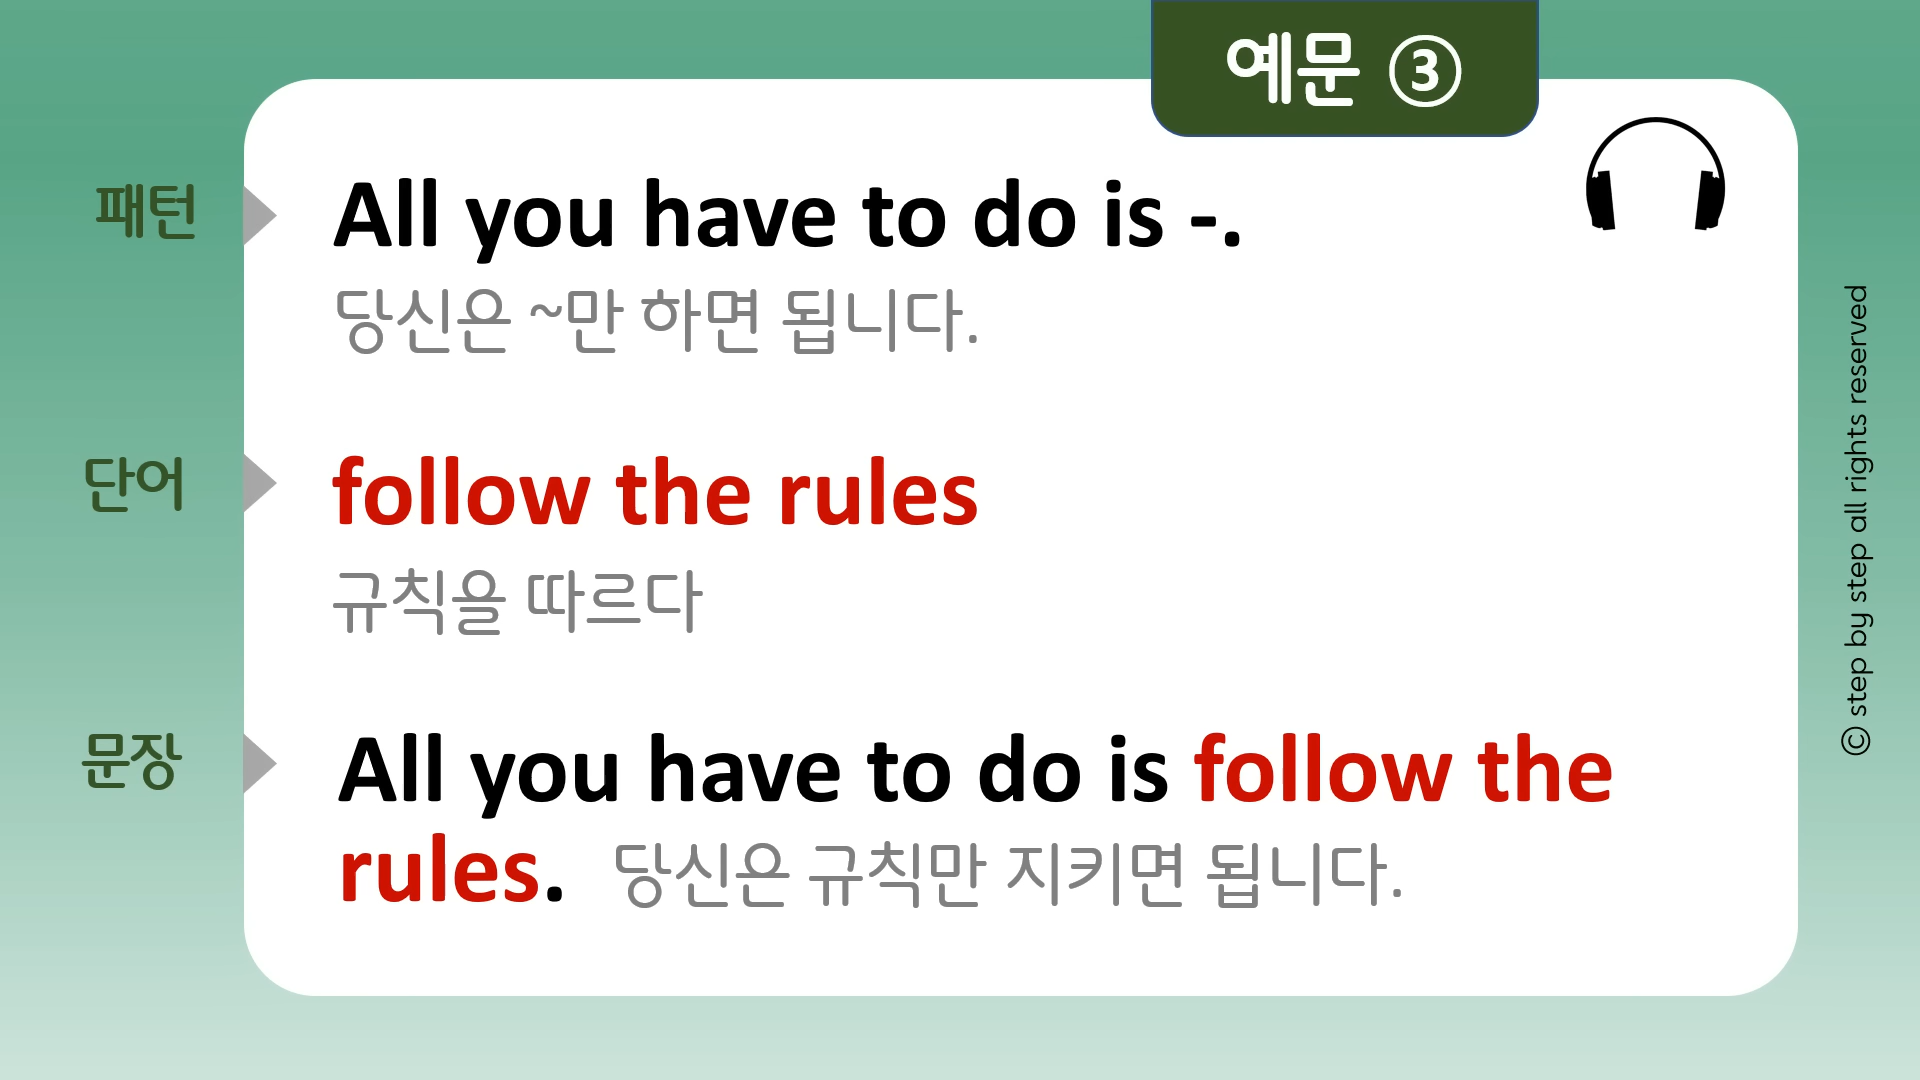 예문 ③
패턴
All you have to do is -.
당신은 ~만 하면 됩니다.
단어
follow the rules
규칙을 따르다
문장
All you have to do is follow the
rules. 당신은 규칙만 지키면 됩니다.
© step by step all rights reserved